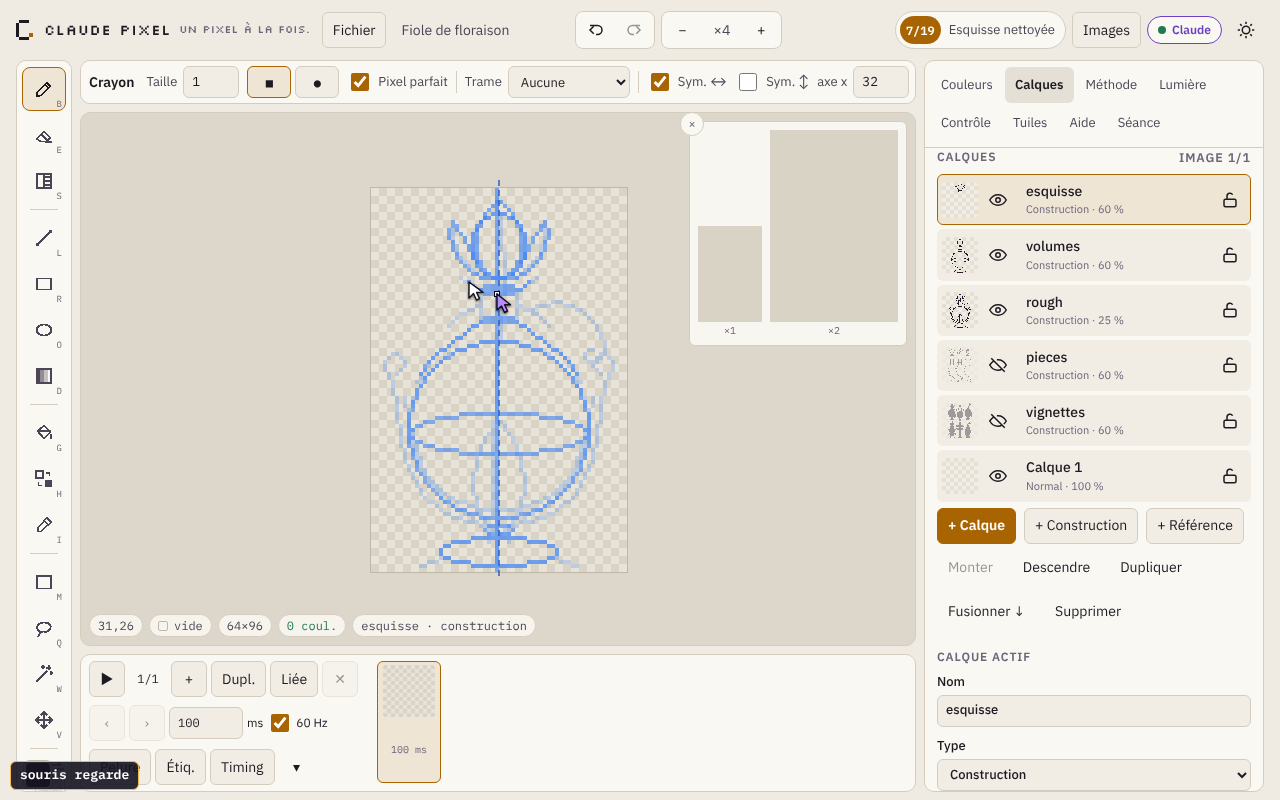 CLAUDE PIXEL UN PIXEL À LA FOIS. Fichier Fiole de floraison − ×4 + 7/19 Esquisse nettoyée Images Claude
Crayon Taille 1 Pixel parfait Trame Aucune Sym. ↔ Sym. ↕ axe x 32
Couleurs Calques Méthode Lumière
Contrôle Tuiles Aide Séance
B
E
S
L
R
O
D
G
H
I
M
Q
W
V
×
×1 ×2
CALQUES IMAGE 1/1
esquisse
Construction · 60 %
volumes
Construction · 60 %
rough
Construction · 25 %
pieces
Construction · 60 %
vignettes
Construction · 60 %
Calque 1
Normal · 100 %
+ Calque + Construction + Référence
Monter Descendre Dupliquer
Fusionner ↓ Supprimer
CALQUE ACTIF
Nom
esquisse
Type
Construction
31,26 vide 64×96 0 coul. esquisse · construction
1/1 + Dupl. Liée ×
‹ › 100 ms 60 Hz
Étiq. Timing
100 ms
souris regarde